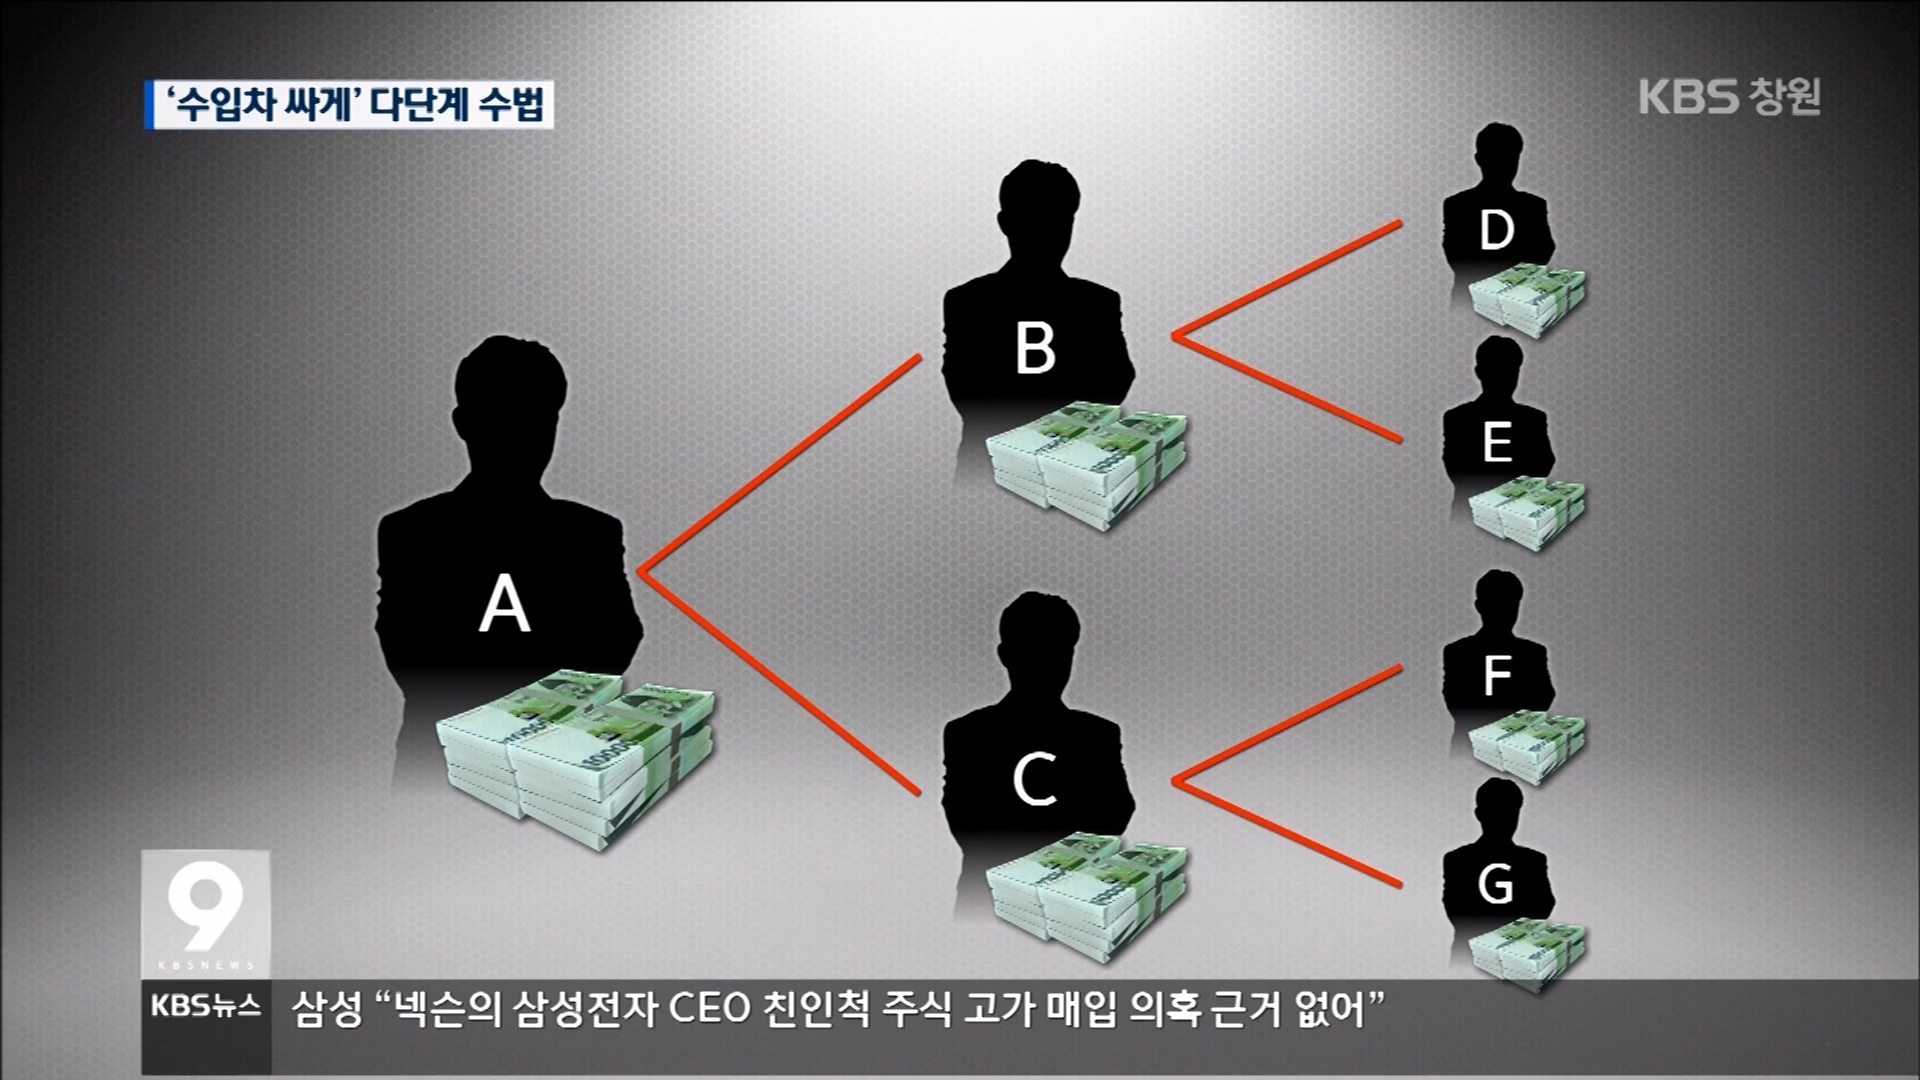 ‘수입차 싸게’ 다단계 수법
KBS 창원
A
B
C
D
E
F
G
9
KBSNEWS
KBS뉴스
삼성 “넥슨의 삼성전자 CEO 친인척 주식 고가 매입 의혹 근거 없어”